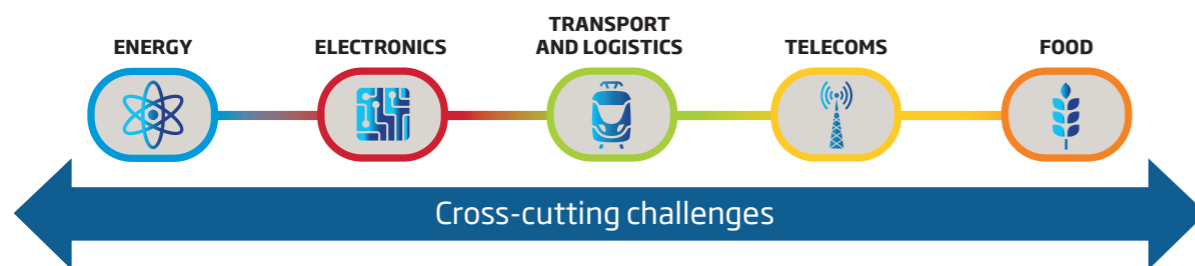 ENERGY
ELECTRONICS
TRANSPORT
AND LOGISTICS
TELECOMS
FOOD
Cross-cutting challenges